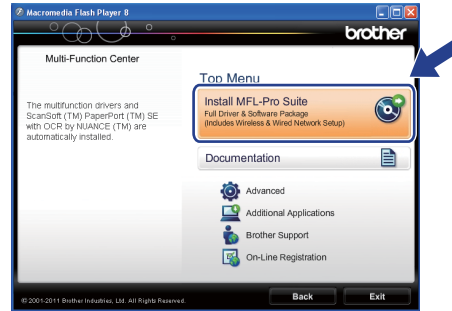 Macromedia Flash Player 8
brother
Multi-Function Center
The multifunction drivers and
ScanSoft (TM) PaperPort (TM) SE
with OCR by NUANCE (TM) are
automatically installed.
Top Menu
Install MFL-Pro Suite
Full Driver & Software Package
(Includes Wireless & Wired Network Setup)
Documentation
Advanced
Additional Applications
Brother Support
On-Line Registration
© 2001-2011 Brother Industries, Ltd. All Rights Reserved.
Back
Exit